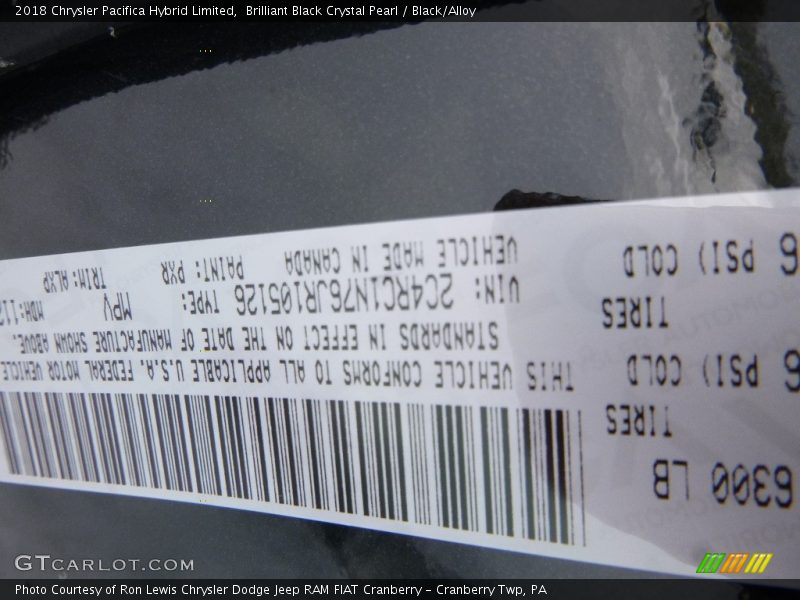 2018 Chrysler Pacifica Hybrid Limited, Brilliant Black Crystal Pearl / Black/Alloy
6300 LB
TIRES
6 PSI) COLD
TIRES
6 PSI) COLD
THIS VEHICLE CONFORMS TO ALL APPLICABLE U.S.A. FEDERAL MOTOR VEHICLE
STANDARDS IN EFFECT ON THE DATE OF MANUFACTURE SHOWN ABOVE.
VIN: 2C4RC1N76JR105126 TYPE: MPV MDH:
VEHICLE MADE IN CANADA PAINT: PXR TRIM: ALXP
GTCARLOT.COM
Photo Courtesy of Ron Lewis Chrysler Dodge Jeep RAM FIAT Cranberry - Cranberry Twp, PA